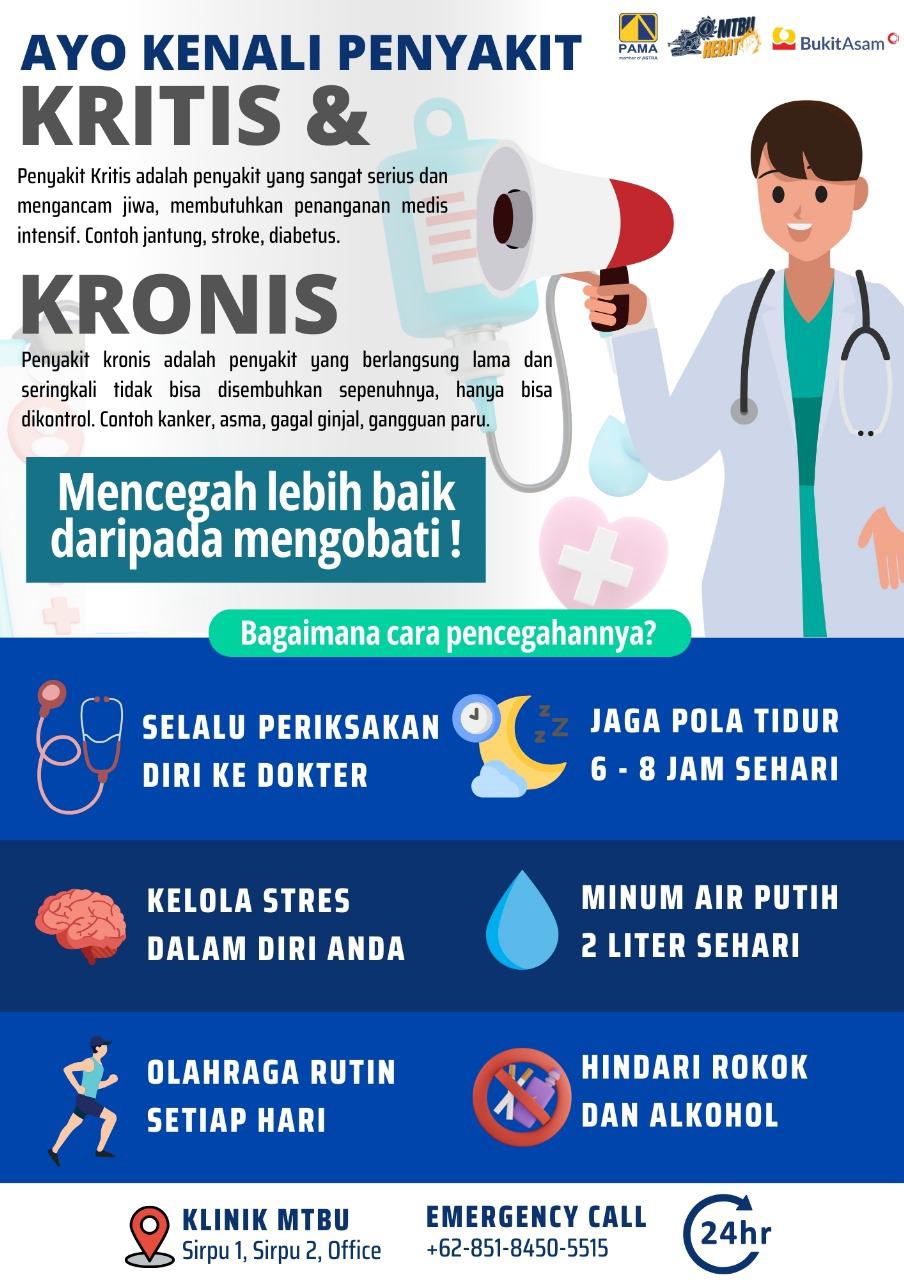 AYO KENALI PENYAKIT
PAMA
member of ASTRA
MTBU
HEBAT
BukitAsam
KRITIS &
Penyakit Kritis adalah penyakit yang sangat serius dan
mengancam jiwa, membutuhkan penanganan medis
intensif. Contoh jantung, stroke, diabetes.
KRONIS
Penyakit kronis adalah penyakit yang berlangsung lama dan
seringkali tidak bisa disembuhkan sepenuhnya, hanya bisa
dikontrol. Contoh kanker, asma, gagal ginjal, gangguan paru.
Mencegah lebih baik
daripada mengobati !
Bagaimana cara pencegahannya?
SELALU PERIKSAKAN
DIRI KE DOKTER
zzz
JAGA POLA TIDUR
6 - 8 JAM SEHARI
KELOLA STRES
DALAM DIRI ANDA
MINUM AIR PUTIH
2 LITER SEHARI
OLAHRAGA RUTIN
SETIAP HARI
HINDARI ROKOK
DAN ALKOHOL
KLINIK MTBU
Sirpu 1, Sirpu 2, Office
EMERGENCY CALL
+62-851-8450-5515
24hr